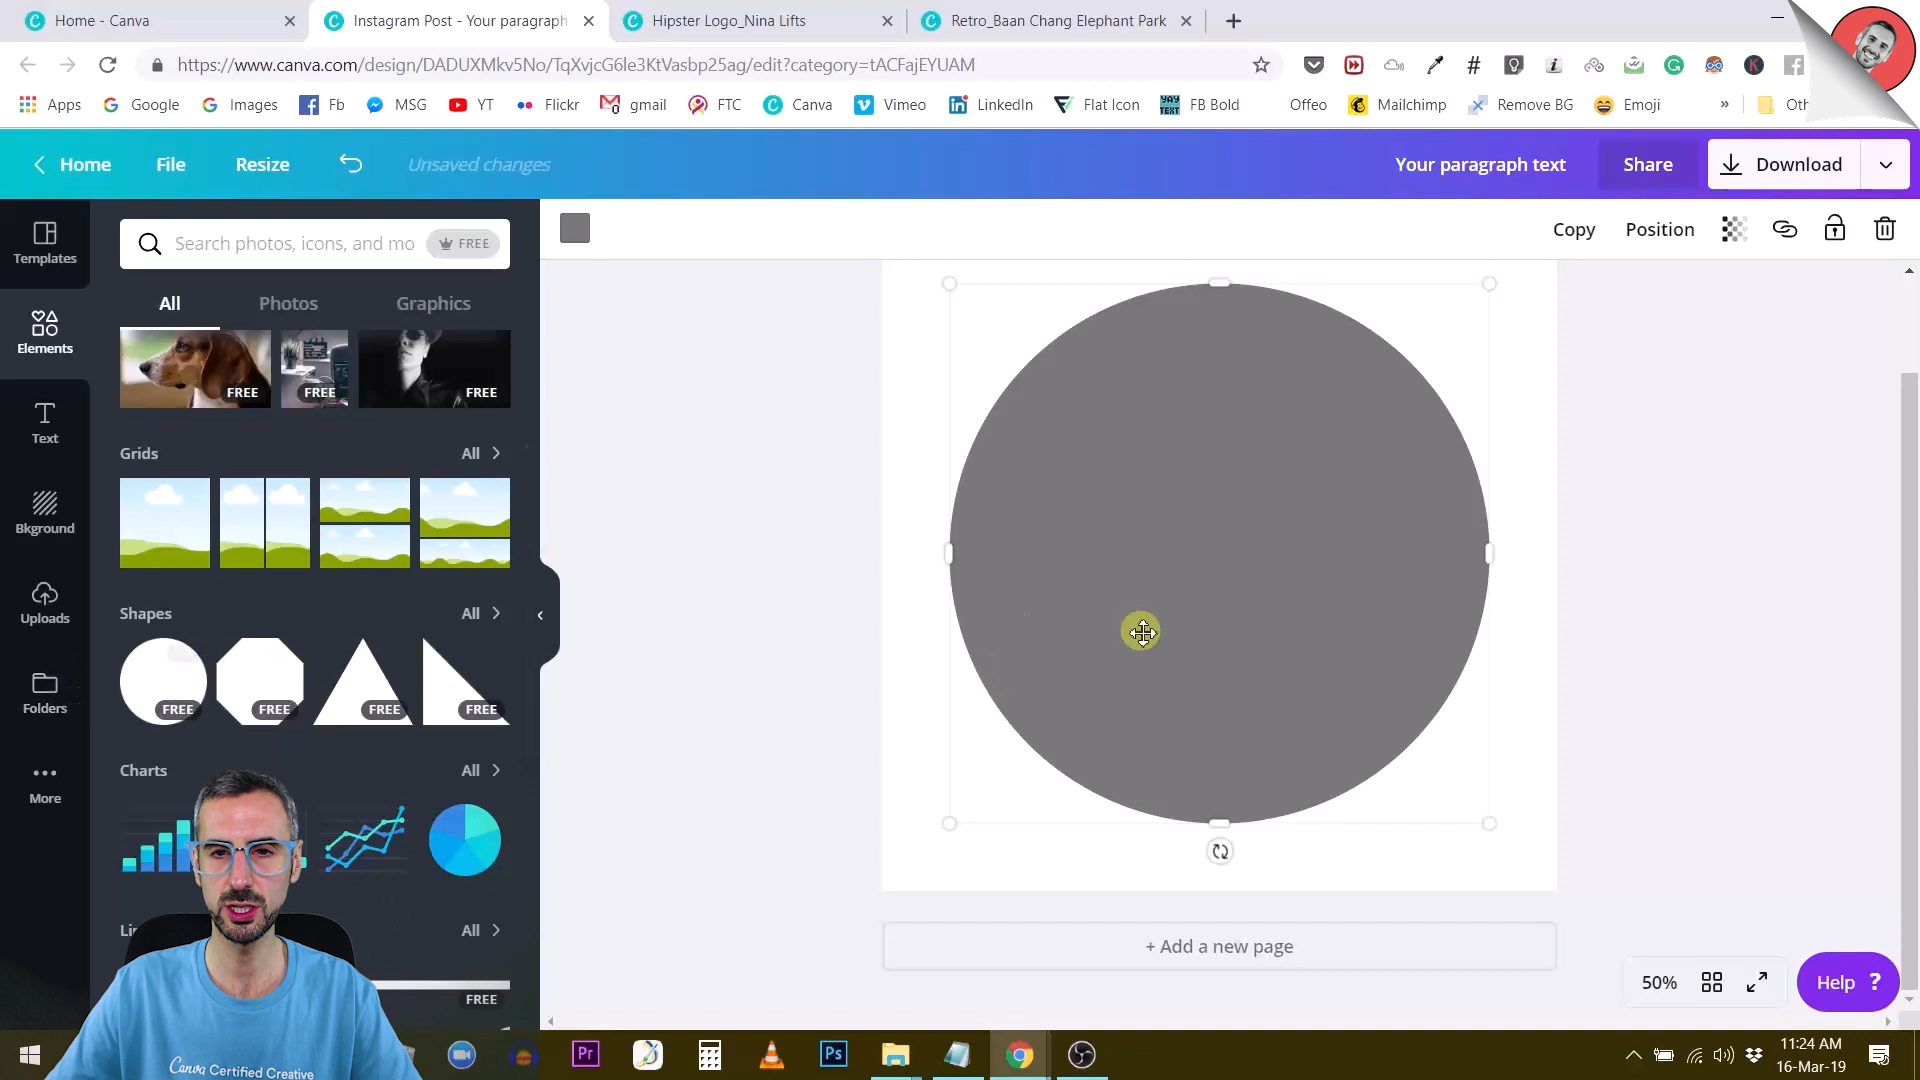 Home - Canva
Instagram Post - Your paragraph
Hipster Logo_Nina Lifts
Retro_Baan Chang Elephant Park
https://www.canva.com/design/DADUXMkv5No/TqXvjcG6le3KtVasbp25ag/edit?category=tACFajEYUAM
Apps Google Images Fb MSG YT Flickr gmail FTC Canva Vimeo LinkedIn Flat Icon FB Bold Offeo Mailchimp Remove BG Emoji » Oth
Home File Resize Unsaved changes Your paragraph text Share Download
Templates
Elements
Text
Bkground
Uploads
Folders
More
Search photos, icons, and mo FREE
All Photos Graphics
FREE FREE FREE
Grids All
Shapes All
FREE FREE FREE FREE
Charts All
All
FREE
Copy Position
+ Add a new page
50%
Help ?
Canva Certified Creative
Pr
Ps
11:24 AM
16-Mar-19